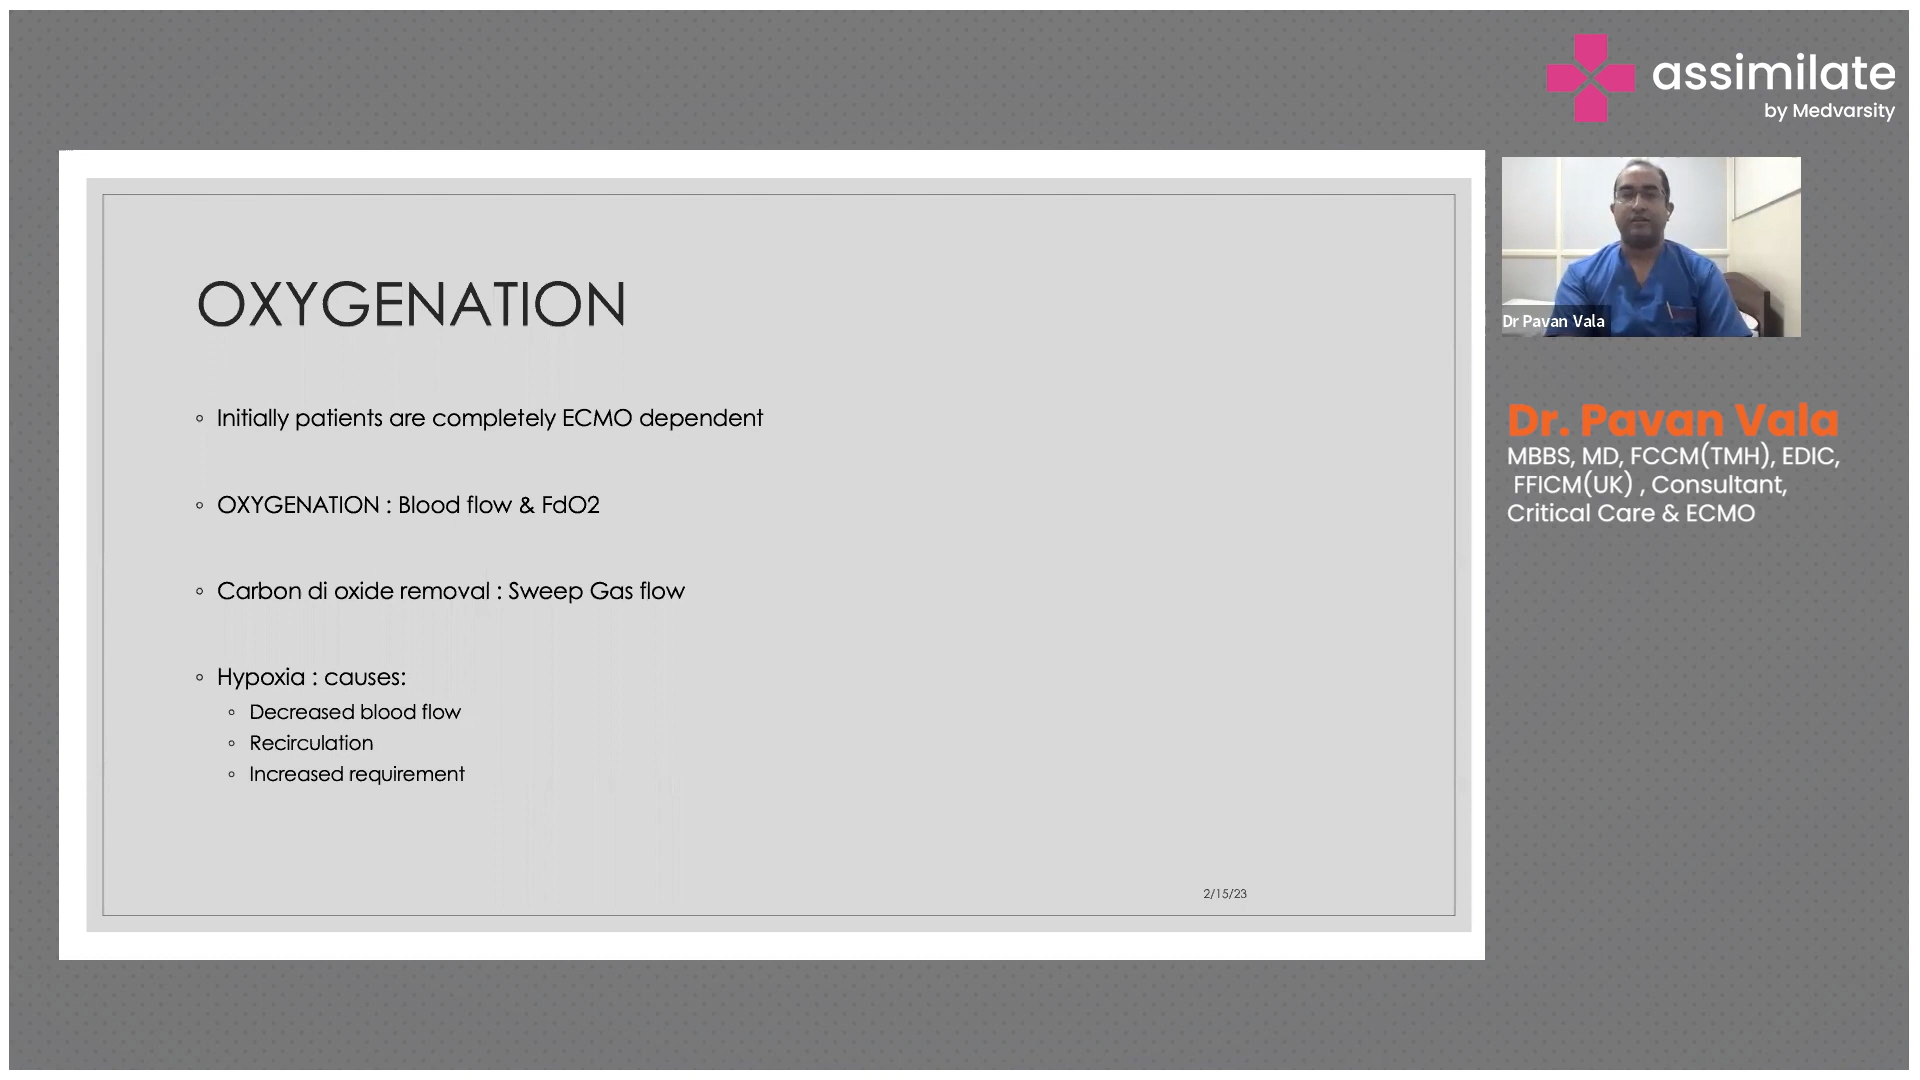 assimilate
by Medvarsity
OXYGENATION
◦ Initially patients are completely ECMO dependent
◦ OXYGENATION : Blood flow & FdO2
◦ Carbon di oxide removal : Sweep Gas flow
◦ Hypoxia : causes:
◦ Decreased blood flow
◦ Recirculation
◦ Increased requirement
2/15/23
Dr Pavan Vala
Dr. Pavan Vala
MBBS, MD, FCCM(TMH), EDIC,
FFICM(UK) , Consultant,
Critical Care & ECMO